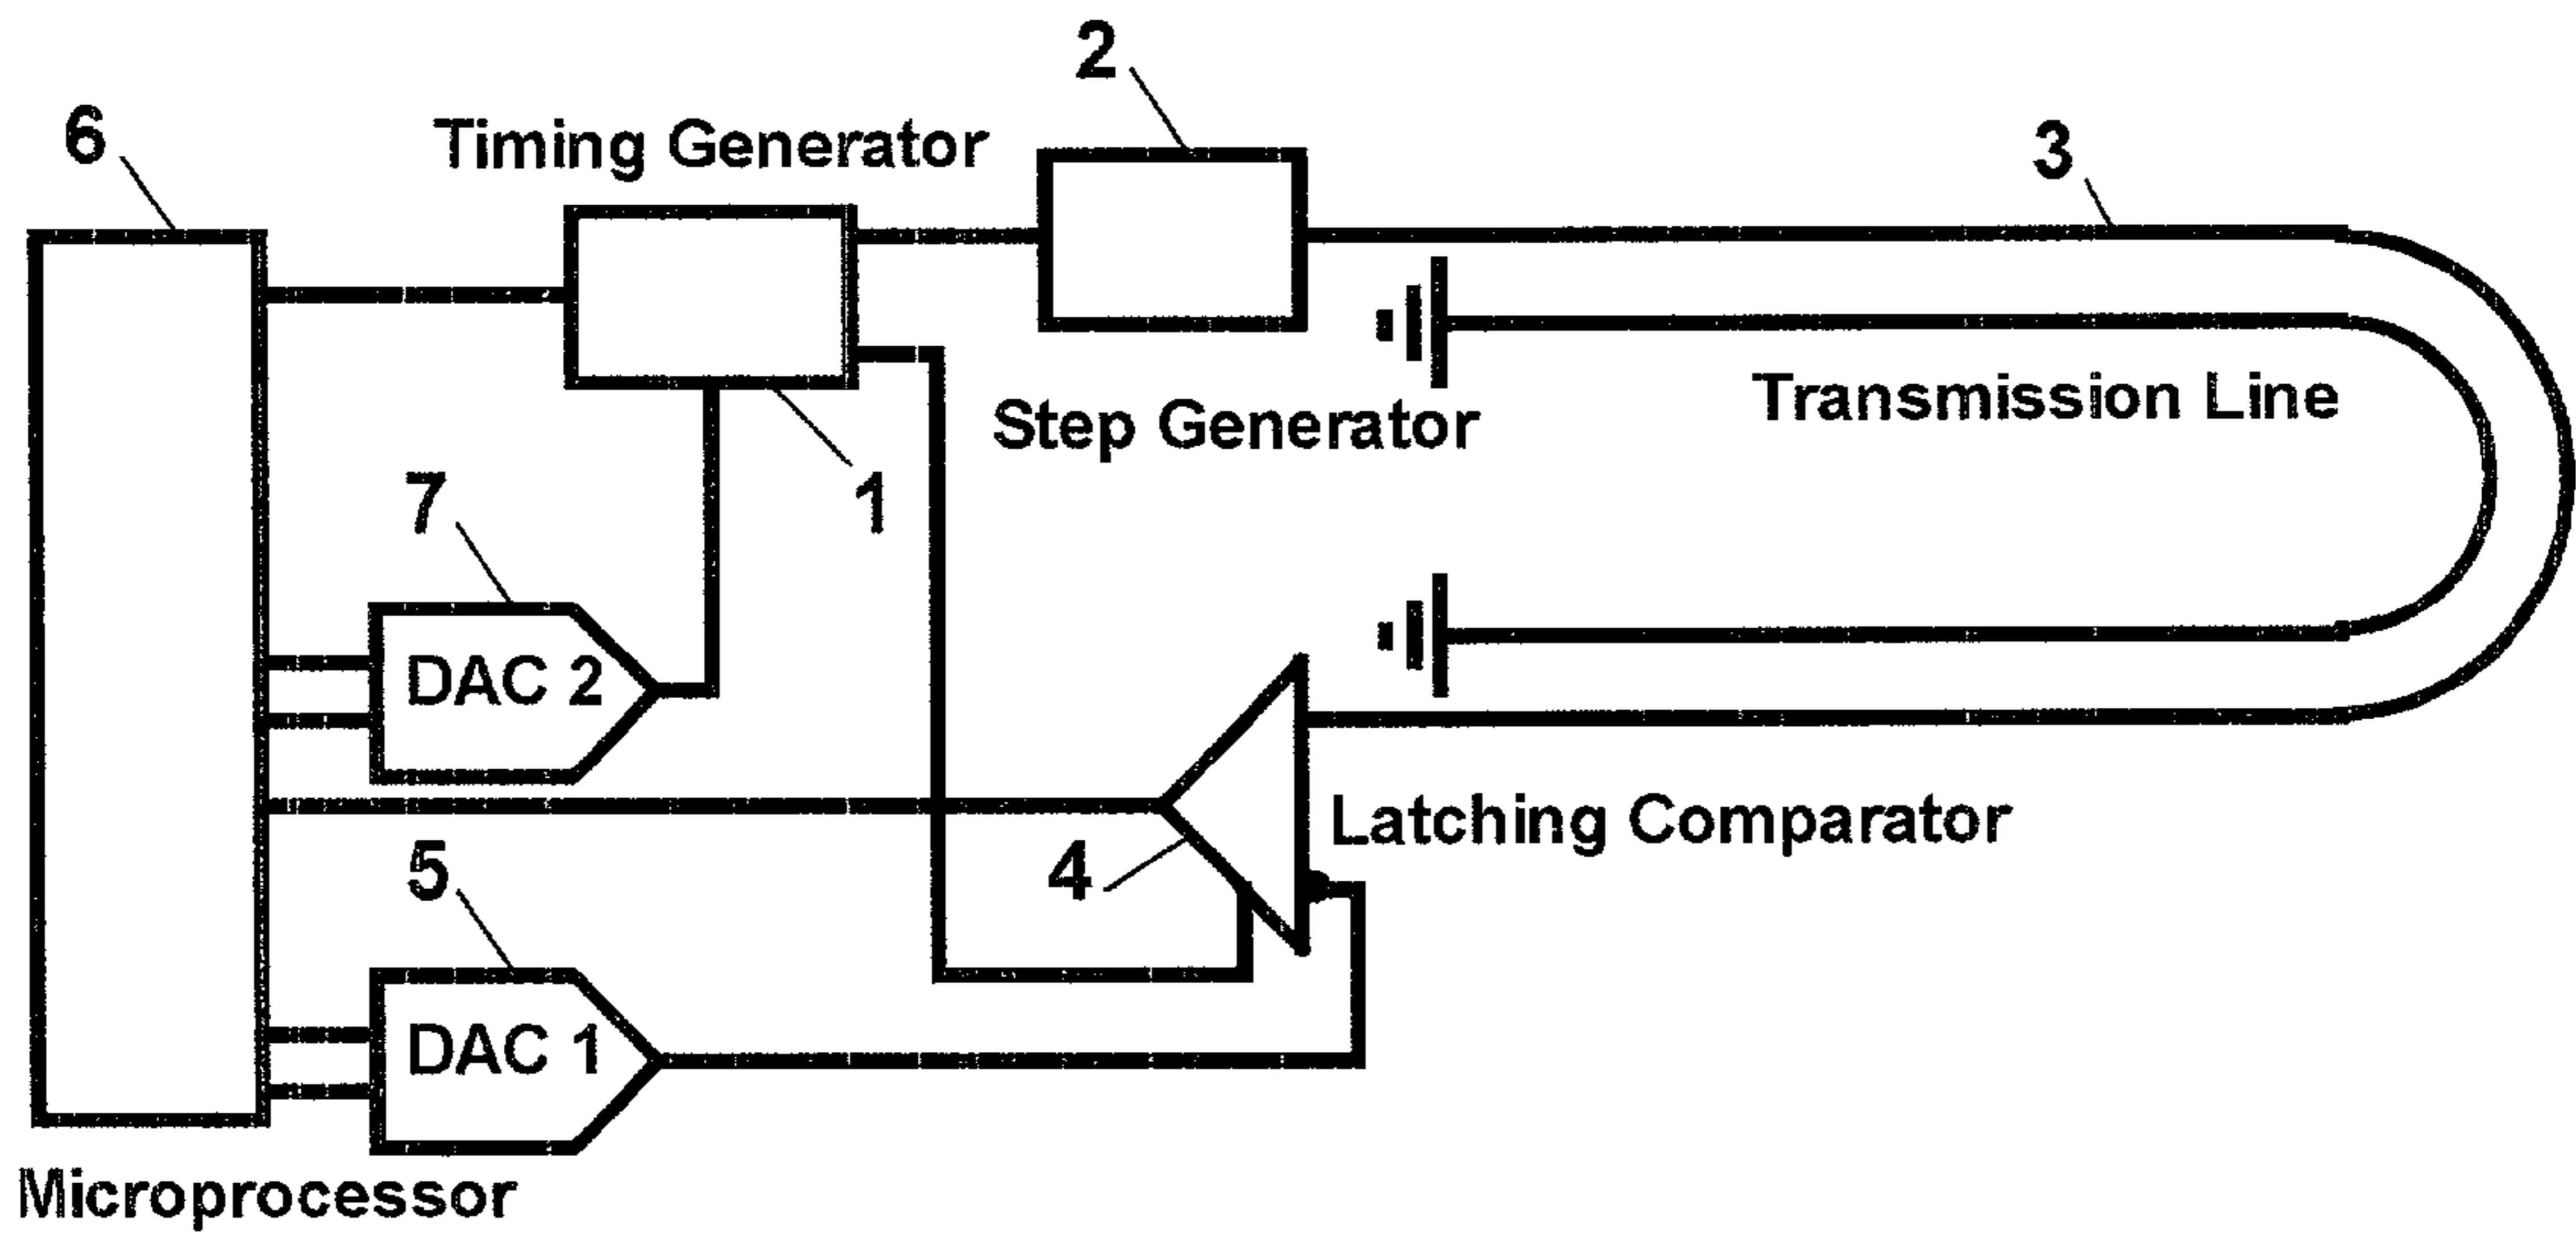 2
6
Timing Generator
3
Step Generator
Transmission Line
1
7
DAC 2
Latching Comparator
4
5
DAC 1
Microprocessor